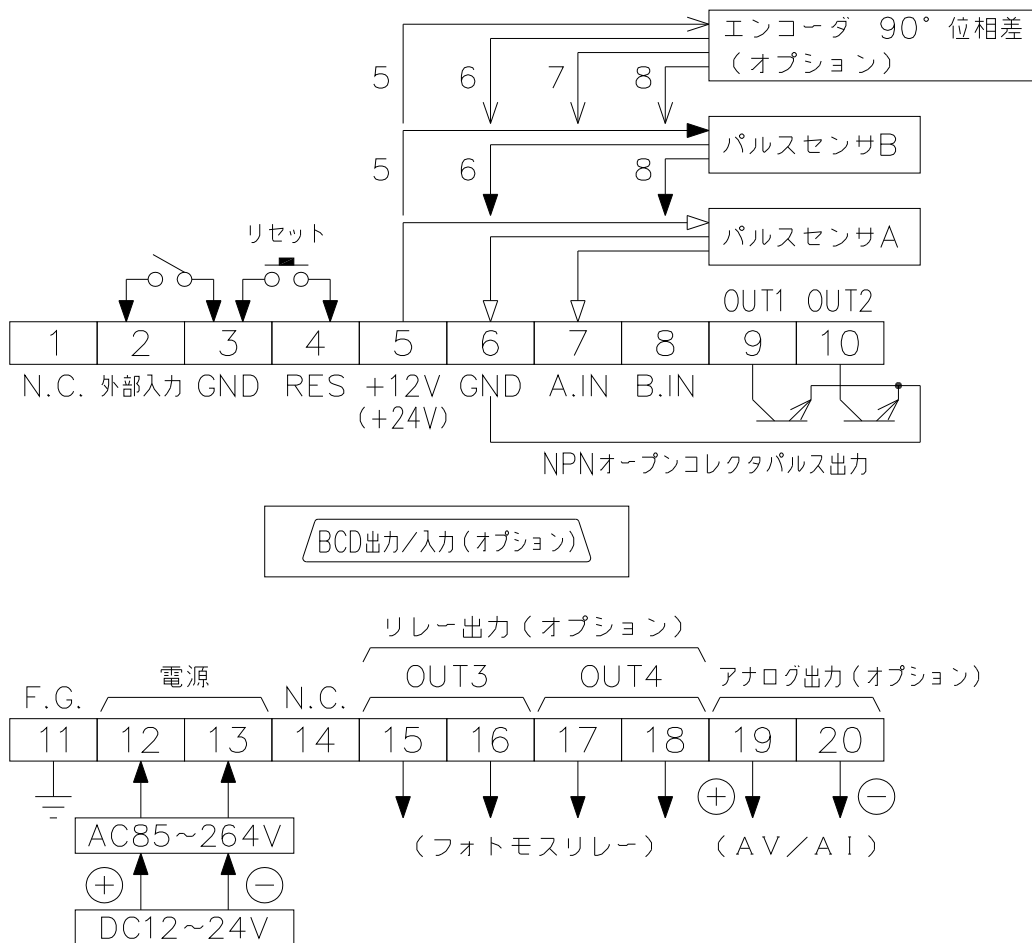 エンコーダ 90°位相差
(オプション)
5 6 7 8
パルスセンサB
5 6 8
パルスセンサA
リセット
OUT1 OUT2
1 2 3 4 5 6 7 8 9 10
N.C. 外部入力 GND RES +12V GND A.IN B.IN
(+24V)
NPNオープンコレクタパルス出力
BCD出力/入力(オプション)
リレー出力(オプション)
電源 OUT3 OUT4 アナログ出力(オプション)
F.G. N.C.
11 12 13 14 15 16 17 18 19 20
+ −
AC85~264V (フォトモスリレー) (AV/AI)
+ −
DC12~24V